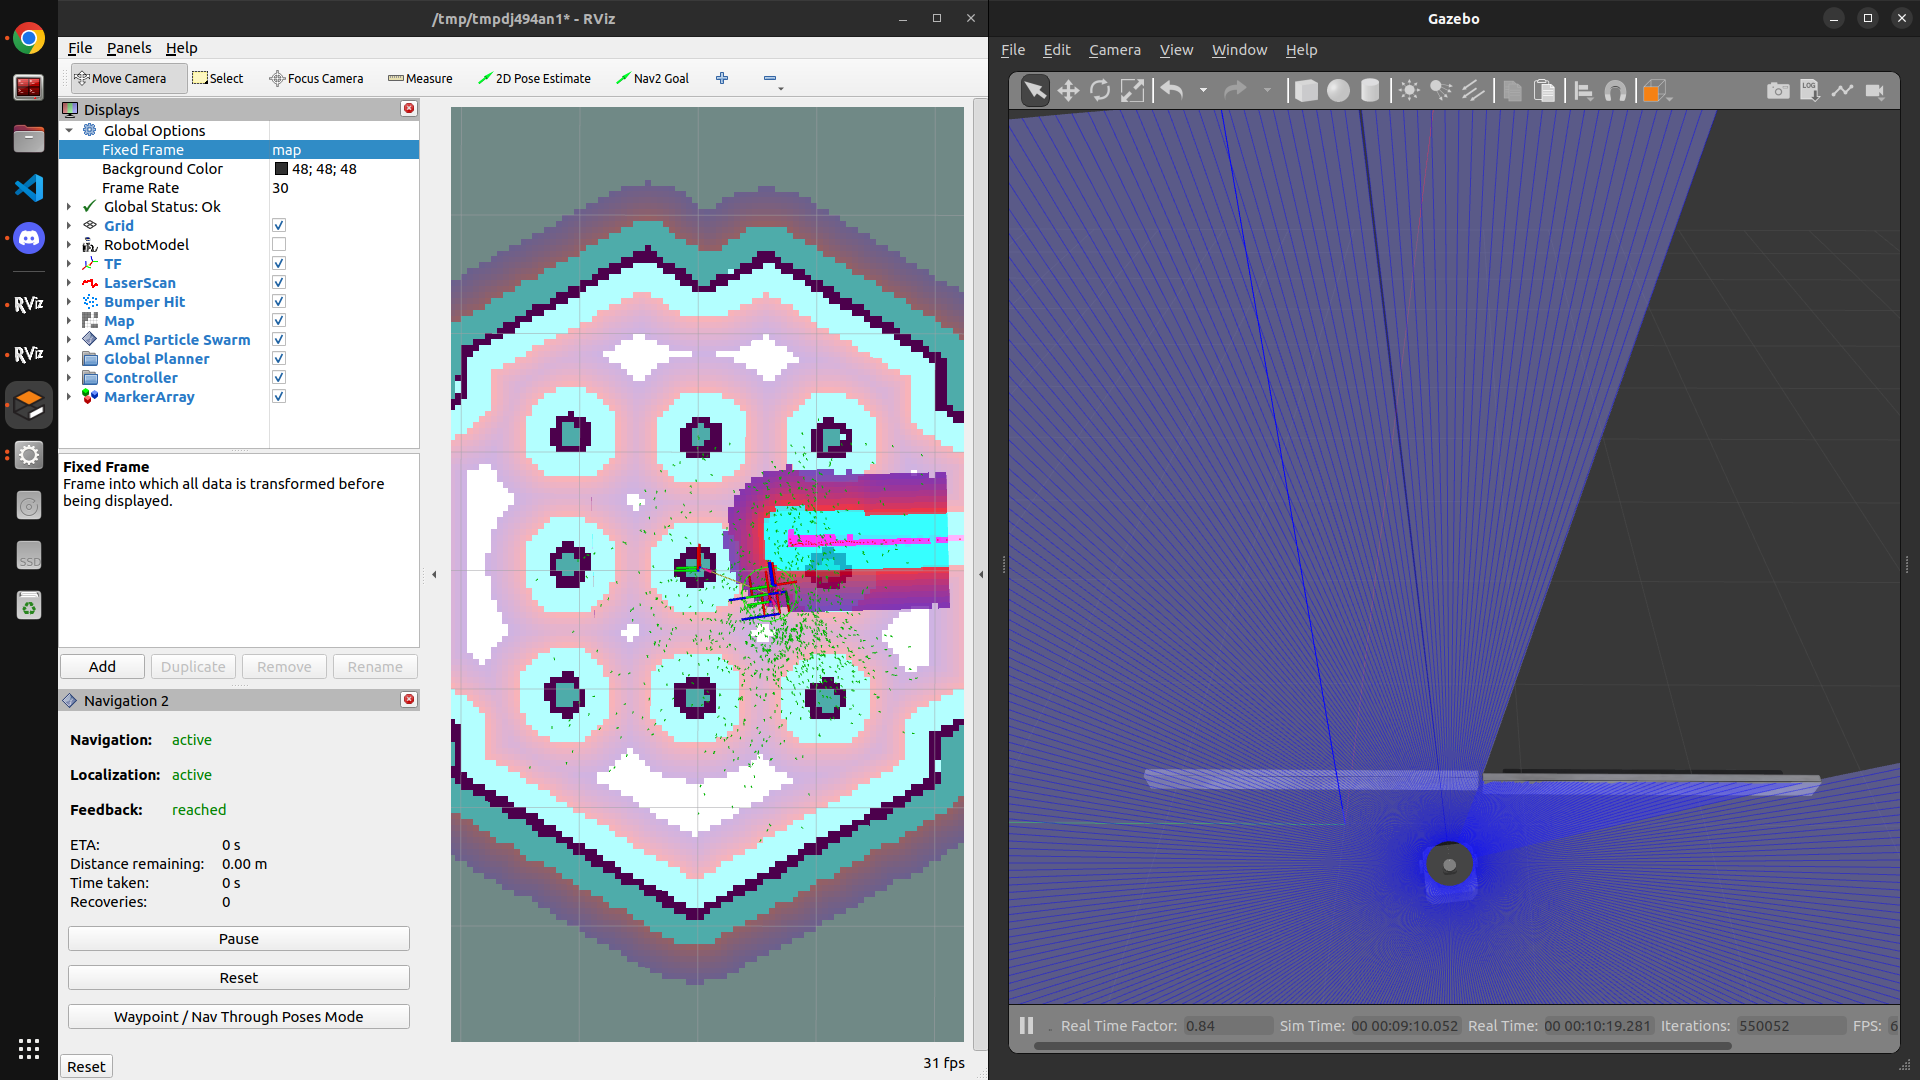 /tmp/tmpdj494an1* - RViz
File Panels Help
Move Camera Select Focus Camera Measure 2D Pose Estimate Nav2 Goal
Displays
Global Options
Fixed Frame map
Background Color 48; 48; 48
Frame Rate 30
Global Status: Ok
Grid
RobotModel
TF
LaserScan
Bumper Hit
Map
Amcl Particle Swarm
Global Planner
Controller
MarkerArray
Fixed Frame
Frame into which all data is transformed before
being displayed.
Add Duplicate Remove Rename
Navigation 2
Navigation: active
Localization: active
Feedback: reached
ETA: 0 s
Distance remaining: 0.00 m
Time taken: 0 s
Recoveries: 0
Pause
Reset
Waypoint / Nav Through Poses Mode
Reset
31 fps
RViz
RViz
SSD
Gazebo
File Edit Camera View Window Help
LOG
Real Time Factor: 0.84 Sim Time: 00 00:09:10.052 Real Time: 00 00:10:19.281 Iterations: 550052 FPS: 6